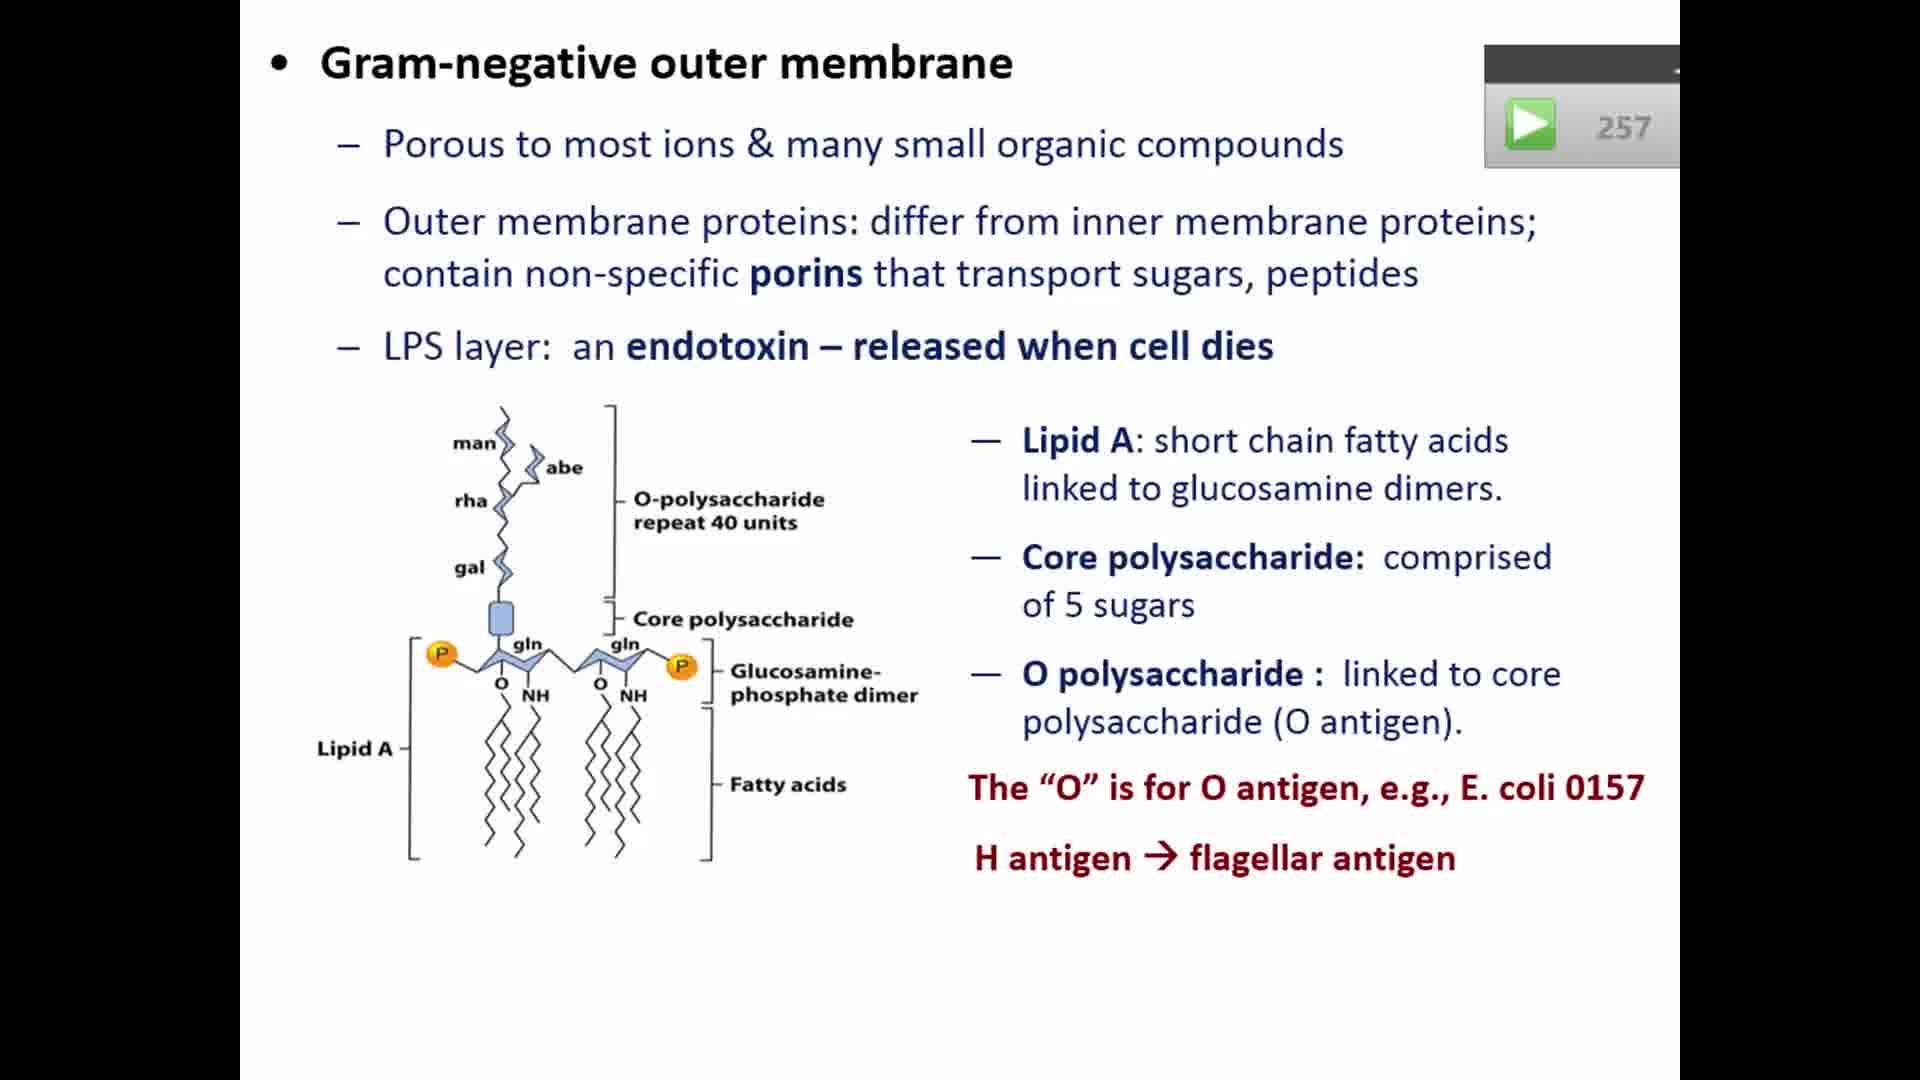 • Gram-negative outer membrane
257
– Porous to most ions & many small organic compounds
– Outer membrane proteins: differ from inner membrane proteins;
contain non-specific porins that transport sugars, peptides
– LPS layer: an endotoxin – released when cell dies
man
abe
rha
gal
O-polysaccharide
repeat 40 units
Core polysaccharide
P
gln
gln
P
O
NH
O
NH
Glucosamine-
phosphate dimer
Lipid A
Fatty acids
— Lipid A: short chain fatty acids
linked to glucosamine dimers.
— Core polysaccharide: comprised
of 5 sugars
— O polysaccharide : linked to core
polysaccharide (O antigen).
The “O” is for O antigen, e.g., E. coli 0157
H antigen → flagellar antigen